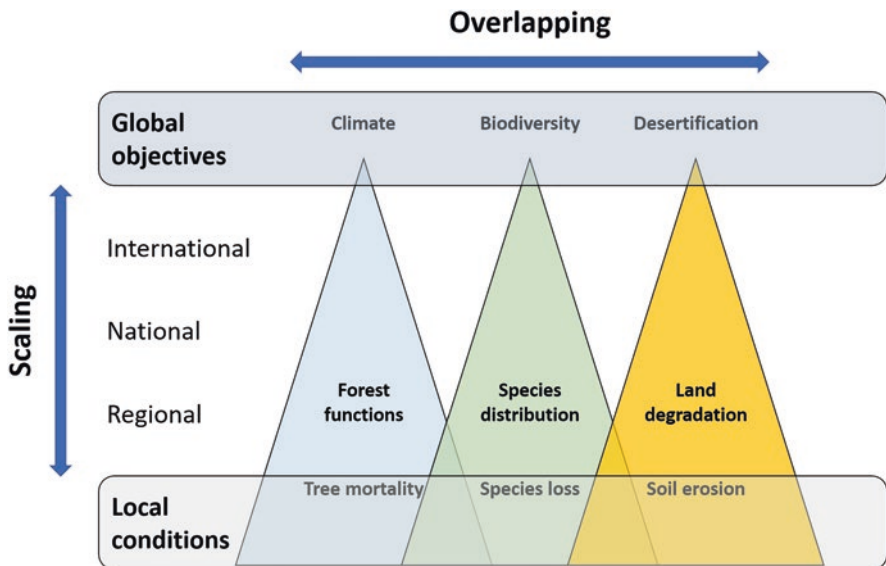 Overlapping
Global
objectives
Climate
Biodiversity
Desertification
Scaling
International
National
Regional
Forest
functions
Species
distribution
Land
degradation
Local
conditions
Tree mortality
Species loss
Soil erosion